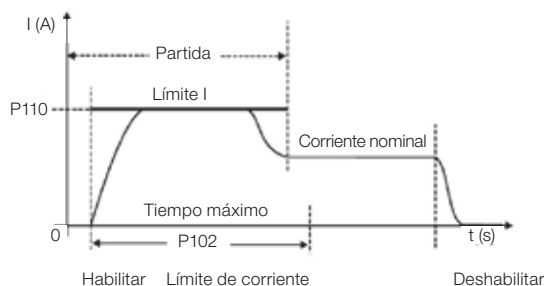 I (A)
Partida
Límite I
P110
Corriente nominal
Tiempo máximo
0
t (s)
P102
Habilitar
Límite de corriente
Deshabilitar